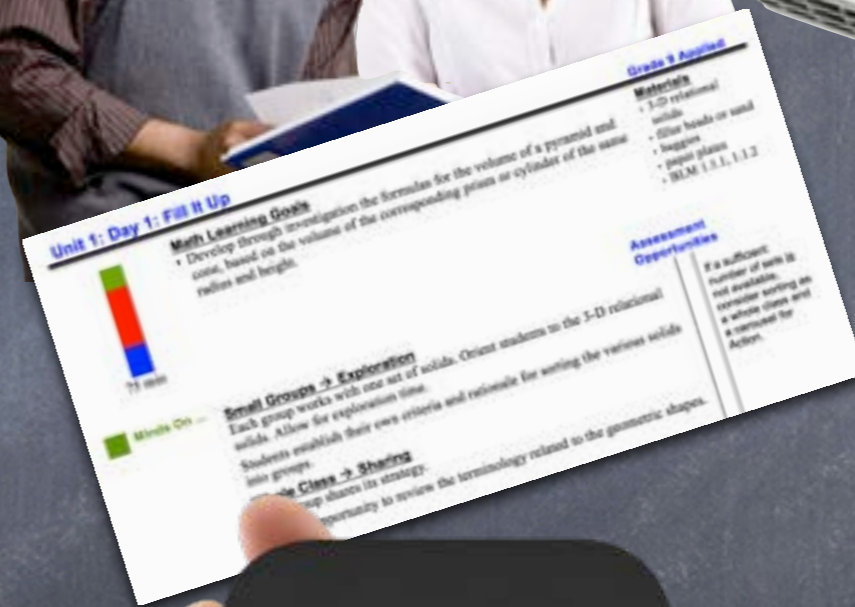 Grade 9 Applied
Unit 1: Day 1: Fill It Up
Math Learning Goals
• Develop through investigation the formulas for the volume of a pyramid and
cone, based on the volume of the corresponding prism or cylinder of the same
radius and height.
Materials
• 3-D relational
solids
• filler beads or sand
• baggies
• paper plates
• BLM 1.1.1, 1.1.2
75 min
Assessment
Opportunities
Minds On ...
Small Groups → Exploration
Each group works with one set of solids. Orient students to the 3-D relational
solids. Allow for exploration time.
Students establish their own criteria and rationale for sorting the various solids
into groups.
Class → Sharing
shares its strategy.
to review the terminology related to the geometric shapes.
If a sufficient
number of sets is
not available,
consider sorting as
a whole class and
a carousel for
Action.